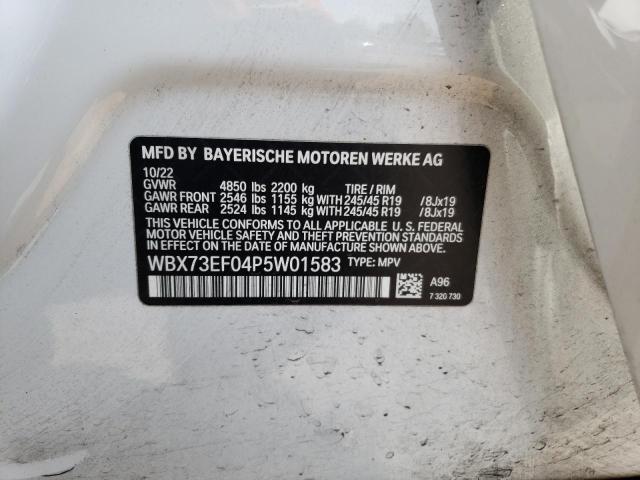 MFD BY BAYERISCHE MOTOREN WERKE AG
10/22
GVWR 4850 lbs 2200 kg TIRE / RIM
GAWR FRONT 2546 lbs 1155 kg WITH 245/45 R19 /8Jx19
GAWR REAR 2524 lbs 1145 kg WITH 245/45 R19 /8Jx19
THIS VEHICLE CONFORMS TO ALL APPLICABLE U. S. FEDERAL
MOTOR VEHICLE SAFETY AND THEFT PREVENTION STANDARDS
IN EFFECT ON THE DATE OF MANUFACTURE SHOWN ABOVE.
WBX73EF04P5W01583 TYPE: MPV
A96
7 320 730